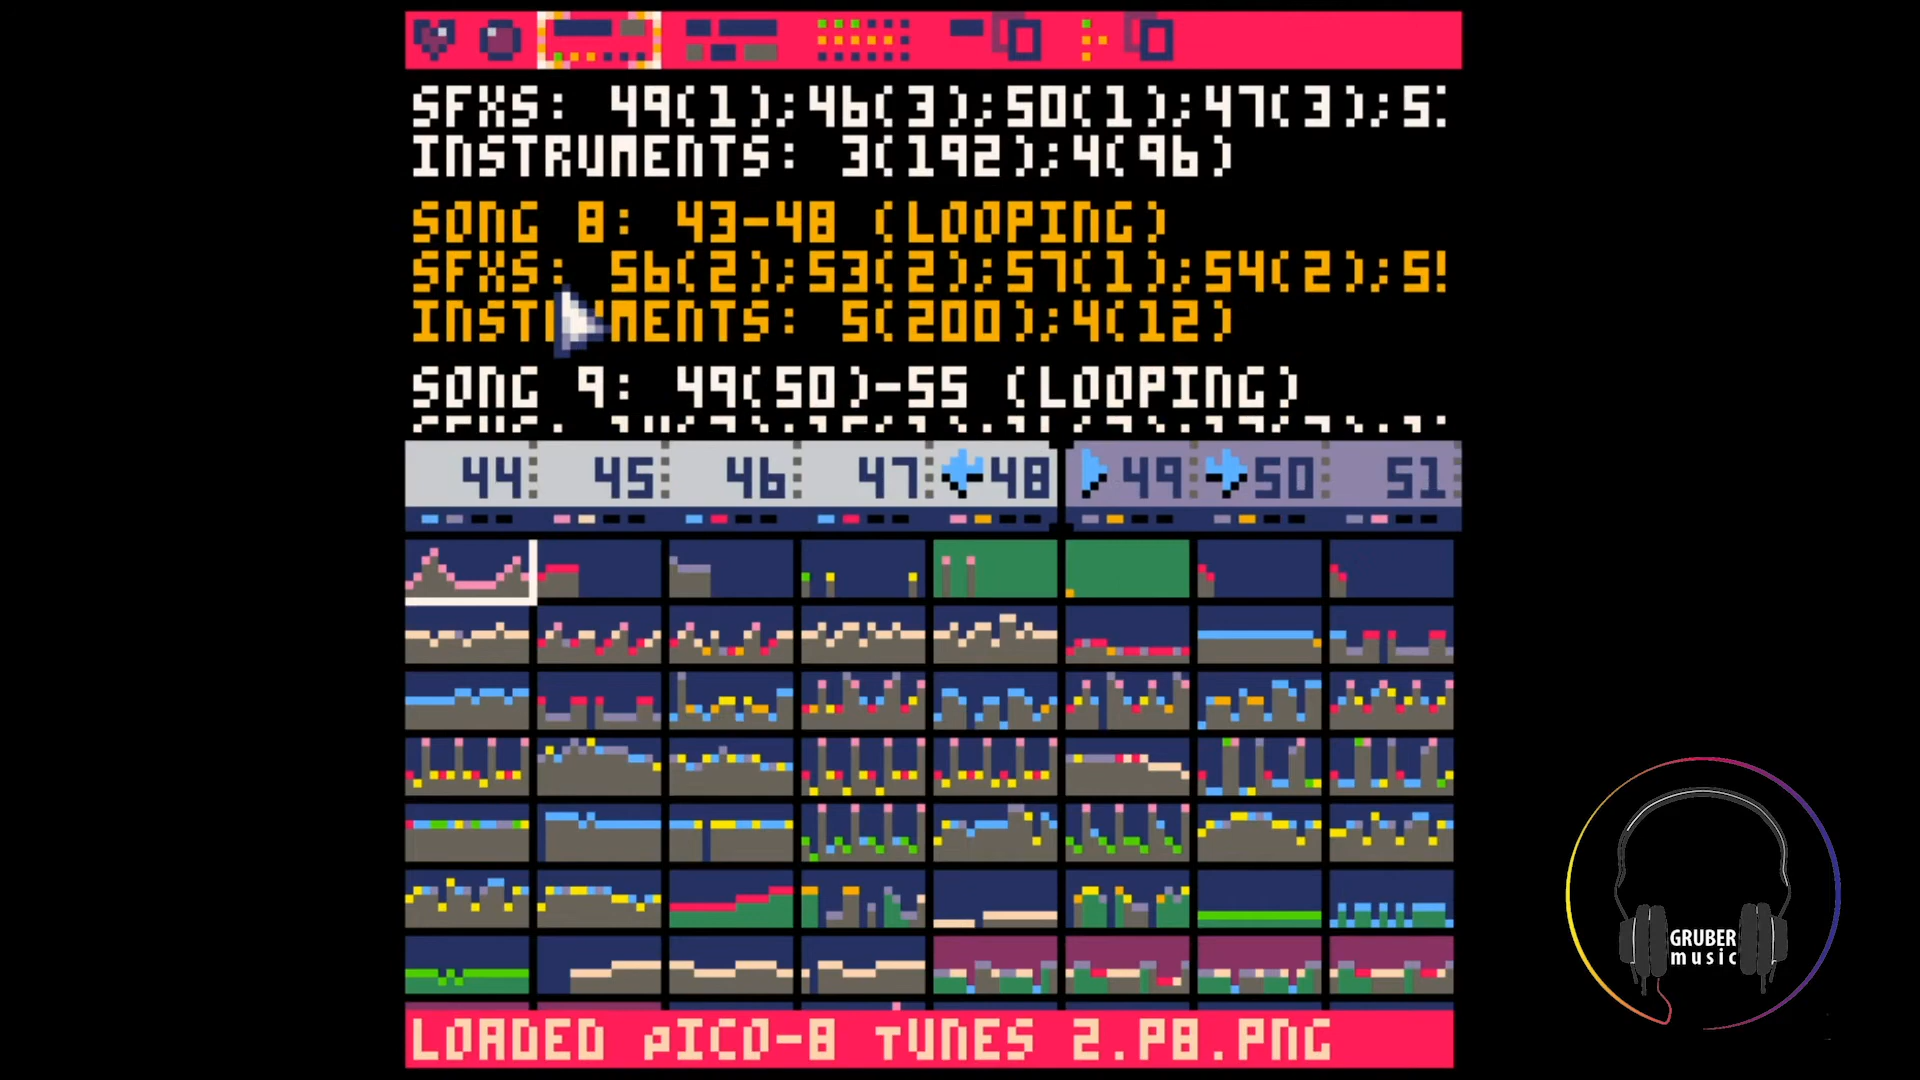 SFXS: 49(1);46(3);50(1);47(3);5
INSTRUMENTS: 3(192);4(96)
SONG 8: 43-48 (LOOPING)
SFXS: 56(2);53(2);57(1);54(2);5
INSTRUMENTS: 5(200);4(12)
SONG 9: 49(50)-55 (LOOPING)
44 45 46 47 48 49 50 51
LOADED pICO-8 tUNES 2.P8.PNG
GRUBER
music